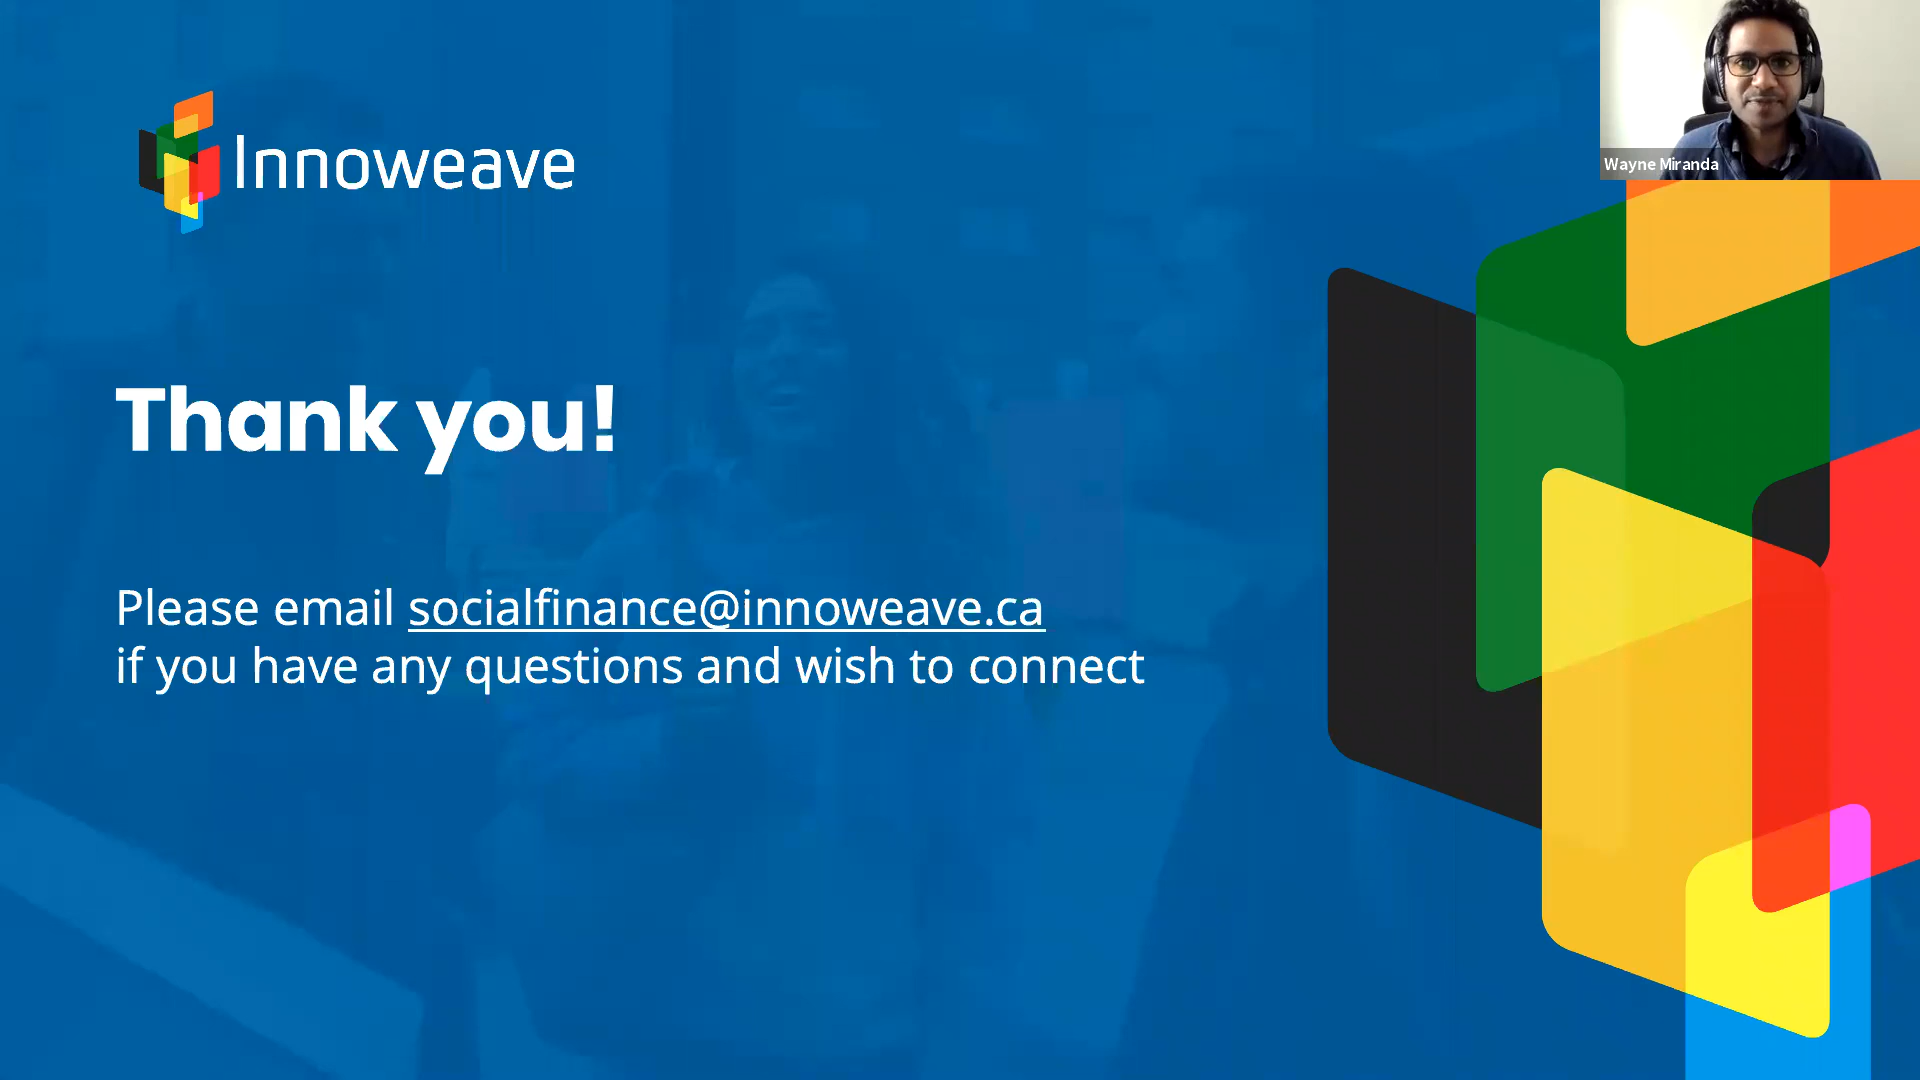 Innoweave
Wayne Miranda
Thank you!
Please email socialfinance@innoweave.ca
if you have any questions and wish to connect